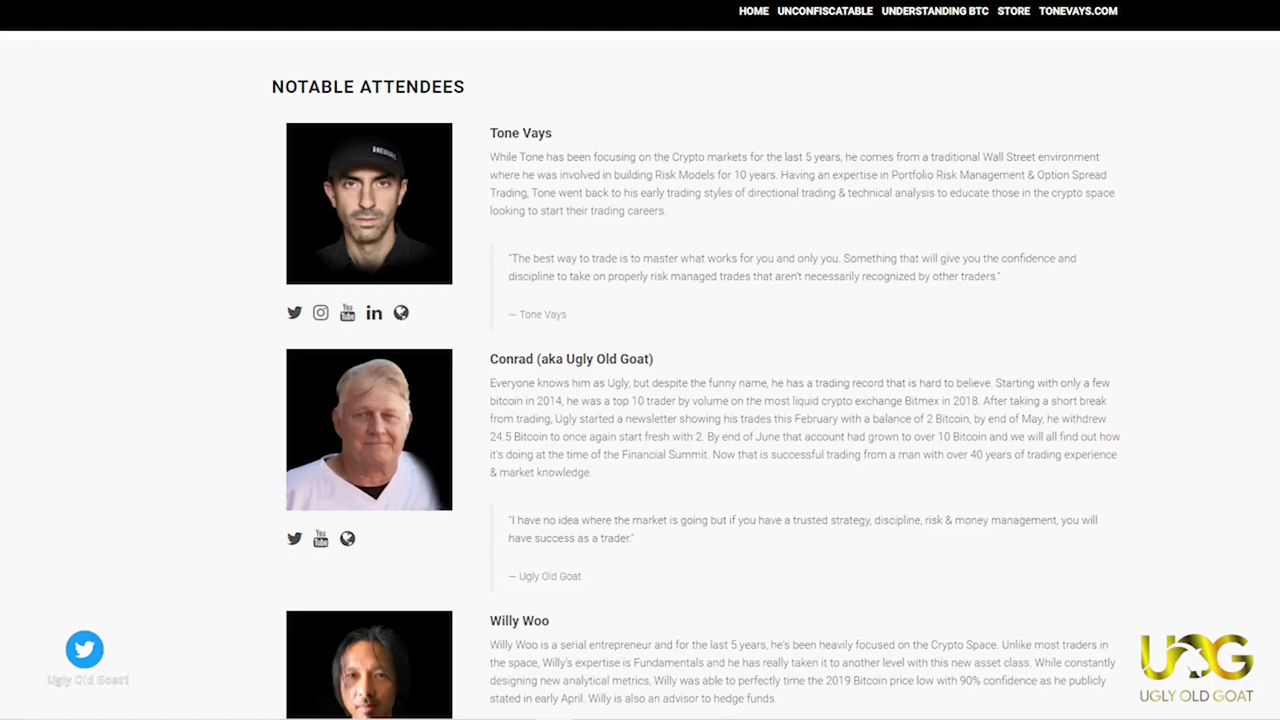 HOME UNCONFISCATABLE UNDERSTANDING BTC STORE TONEVAYS.COM
NOTABLE ATTENDEES
Tone Vays
While Tone has been focusing on the Crypto markets for the last 5 years, he comes from a traditional Wall Street environment
where he was involved in building Risk Models for 10 years. Having an expertise in Portfolio Risk Management & Option Spread
Trading, Tone went back to his early trading styles of directional trading & technical analysis to educate those in the crypto space
looking to start their trading careers.
"The best way to trade is to master what works for you and only you. Something that will give you the confidence and
discipline to take on properly risk managed trades that aren't necessarily recognized by other traders."
— Tone Vays
You
Tube
in
Conrad (aka Ugly Old Goat)
Everyone knows him as Ugly, but despite the funny name, he has a trading record that is hard to believe. Starting with only a few
bitcoin in 2014, he was a top 10 trader by volume on the most liquid crypto exchange Bitmex in 2018. After taking a short break
from trading, Ugly started a newsletter showing his trades this February with a balance of 2 Bitcoin, by end of May, he withdrew
24.5 Bitcoin to once again start fresh with 2. By end of June that account had grown to over 10 Bitcoin and we will all find out how
it's doing at the time of the Financial Summit. Now that is successful trading from a man with over 40 years of trading experience
& market knowledge.
"I have no idea where the market is going but if you have a trusted strategy, discipline, risk & money management, you will
have success as a trader."
— Ugly Old Goat
You
Tube
Willy Woo
Willy Woo is a serial entrepreneur and for the last 5 years, he's been heavily focused on the Crypto Space. Unlike most traders in
the space, Willy's expertise is Fundamentals and he has really taken it to another level with this new asset class. While constantly
designing new analytical metrics, Willy was able to perfectly time the 2019 Bitcoin price low with 90% confidence as he publicly
stated in early April. Willy is also an advisor to hedge funds.
Ugly Old Goat1
UOG
UGLY OLD GOAT